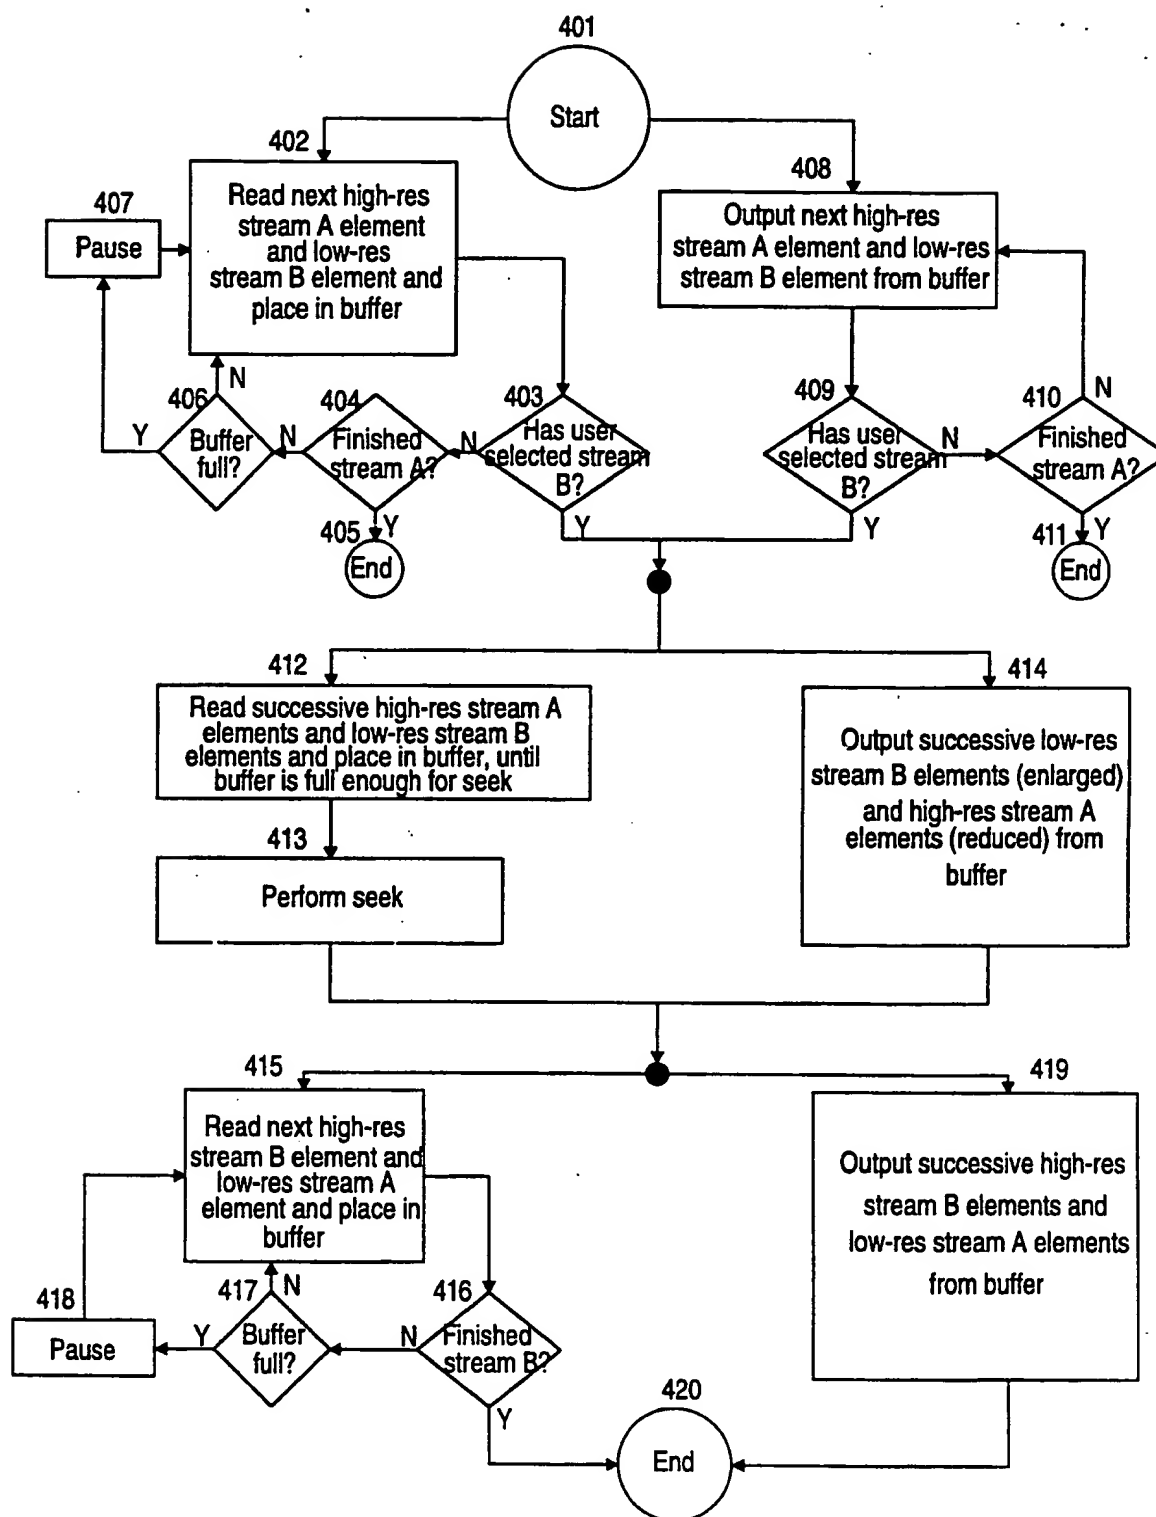 401
Start
402
Read next high-res
stream A element
and low-res
stream B element and
place in buffer
407
Pause
408
Output next high-res
stream A element and low-res
stream B element from buffer
N
406
Buffer
full?
Y
N
404
Finished
stream A?
N
403
Has user
selected stream
B?
409
Has user
selected stream
B?
N
410
N
Finished
stream A?
405
Y
End
Y
Y
411
Y
End
412
Read successive high-res stream A
elements and low-res stream B
elements and place in buffer, until
buffer is full enough for seek
413
Perform seek
414
Output successive low-res
stream B elements (enlarged)
and high-res stream A
elements (reduced) from
buffer
415
Read next high-res
stream B element and
low-res stream A
element and place in
buffer
419
Output successive high-res
stream B elements and
low-res stream A elements
from buffer
418
Pause
Y
417
N
Buffer
full?
N
416
Finished
stream B?
Y
420
End